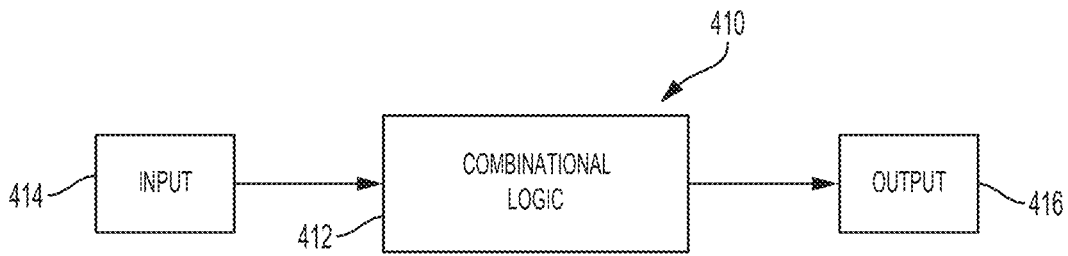 410
414
INPUT
COMBINATIONAL
LOGIC
412
OUTPUT
416